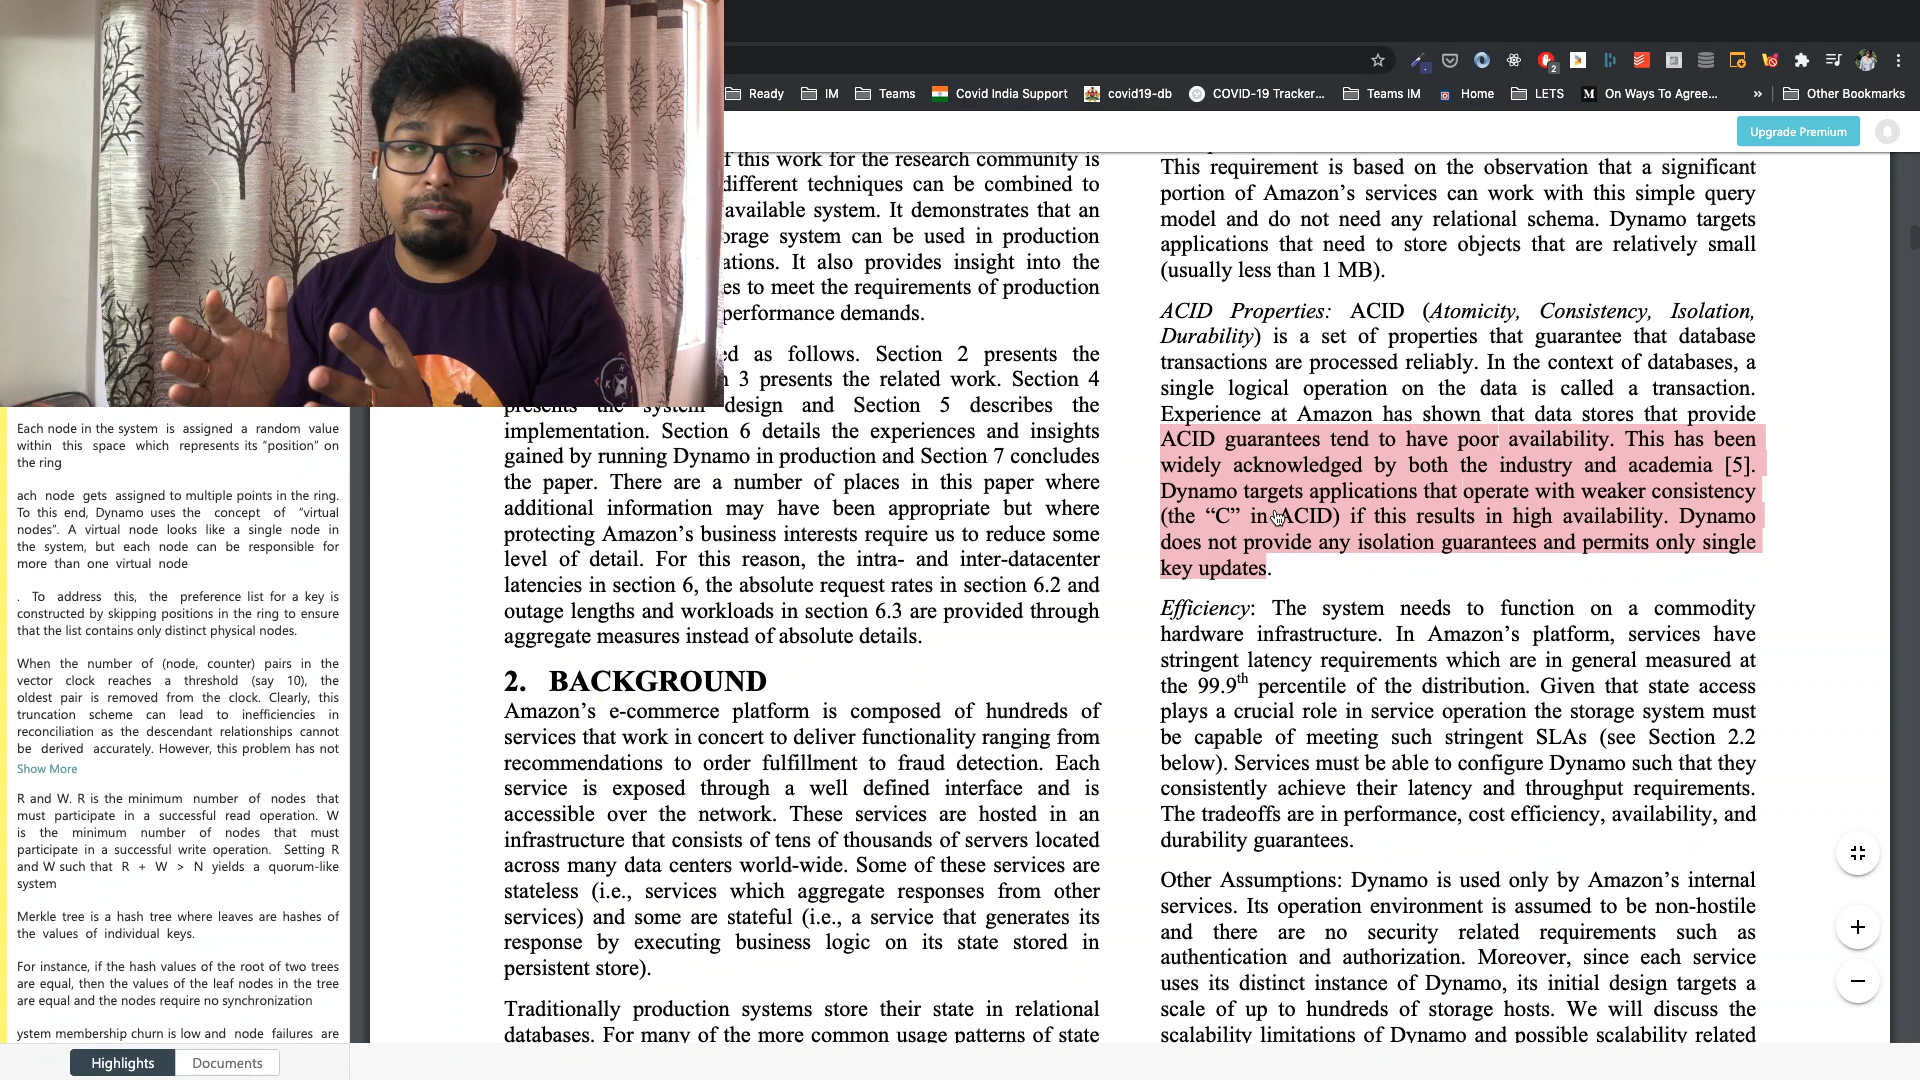 2
Ready
IM
Teams
Covid India Support
covid19-db
COVID-19 Tracker...
Teams IM
Home
LETS
M On Ways To Agree...
»
Other Bookmarks
Upgrade Premium
Each node in the system is assigned a random value
within this space which represents its “position” on
the ring
ach node gets assigned to multiple points in the ring.
To this end, Dynamo uses the concept of “virtual
nodes”. A virtual node looks like a single node in
the system, but each node can be responsible for
more than one virtual node
. To address this, the preference list for a key is
constructed by skipping positions in the ring to ensure
that the list contains only distinct physical nodes.
When the number of (node, counter) pairs in the
vector clock reaches a threshold (say 10), the
oldest pair is removed from the clock. Clearly, this
truncation scheme can lead to inefficiencies in
reconciliation as the descendant relationships cannot
be derived accurately. However, this problem has not
Show More
R and W. R is the minimum number of nodes that
must participate in a successful read operation. W
is the minimum number of nodes that must
participate in a successful write operation. Setting R
and W such that R + W > N yields a quorum-like
system
Merkle tree is a hash tree where leaves are hashes of
the values of individual keys.
For instance, if the hash values of the root of two trees
are equal, then the values of the leaf nodes in the tree
are equal and the nodes require no synchronization
ystem membership churn is low and node failures are
Highlights
Documents
f this work for the research community is
different techniques can be combined to
available system. It demonstrates that an
orage system can be used in production
ations. It also provides insight into the
es to meet the requirements of production
performance demands.
ed as follows. Section 2 presents the
n 3 presents the related work. Section 4
presents the system design and Section 5 describes the
implementation. Section 6 details the experiences and insights
gained by running Dynamo in production and Section 7 concludes
the paper. There are a number of places in this paper where
additional information may have been appropriate but where
protecting Amazon’s business interests require us to reduce some
level of detail. For this reason, the intra- and inter-datacenter
latencies in section 6, the absolute request rates in section 6.2 and
outage lengths and workloads in section 6.3 are provided through
aggregate measures instead of absolute details.
2. BACKGROUND
Amazon’s e-commerce platform is composed of hundreds of
services that work in concert to deliver functionality ranging from
recommendations to order fulfillment to fraud detection. Each
service is exposed through a well defined interface and is
accessible over the network. These services are hosted in an
infrastructure that consists of tens of thousands of servers located
across many data centers world-wide. Some of these services are
stateless (i.e., services which aggregate responses from other
services) and some are stateful (i.e., a service that generates its
response by executing business logic on its state stored in
persistent store).
Traditionally production systems store their state in relational
databases. For many of the more common usage patterns of state
This requirement is based on the observation that a significant
portion of Amazon’s services can work with this simple query
model and do not need any relational schema. Dynamo targets
applications that need to store objects that are relatively small
(usually less than 1 MB).
ACID Properties: ACID (Atomicity, Consistency, Isolation,
Durability) is a set of properties that guarantee that database
transactions are processed reliably. In the context of databases, a
single logical operation on the data is called a transaction.
Experience at Amazon has shown that data stores that provide
ACID guarantees tend to have poor availability. This has been
widely acknowledged by both the industry and academia [5].
Dynamo targets applications that operate with weaker consistency
(the “C” in ACID) if this results in high availability. Dynamo
does not provide any isolation guarantees and permits only single
key updates.
Efficiency: The system needs to function on a commodity
hardware infrastructure. In Amazon’s platform, services have
stringent latency requirements which are in general measured at
the 99.9th percentile of the distribution. Given that state access
plays a crucial role in service operation the storage system must
be capable of meeting such stringent SLAs (see Section 2.2
below). Services must be able to configure Dynamo such that they
consistently achieve their latency and throughput requirements.
The tradeoffs are in performance, cost efficiency, availability, and
durability guarantees.
Other Assumptions: Dynamo is used only by Amazon’s internal
services. Its operation environment is assumed to be non-hostile
and there are no security related requirements such as
authentication and authorization. Moreover, since each service
uses its distinct instance of Dynamo, its initial design targets a
scale of up to hundreds of storage hosts. We will discuss the
scalability limitations of Dynamo and possible scalability related